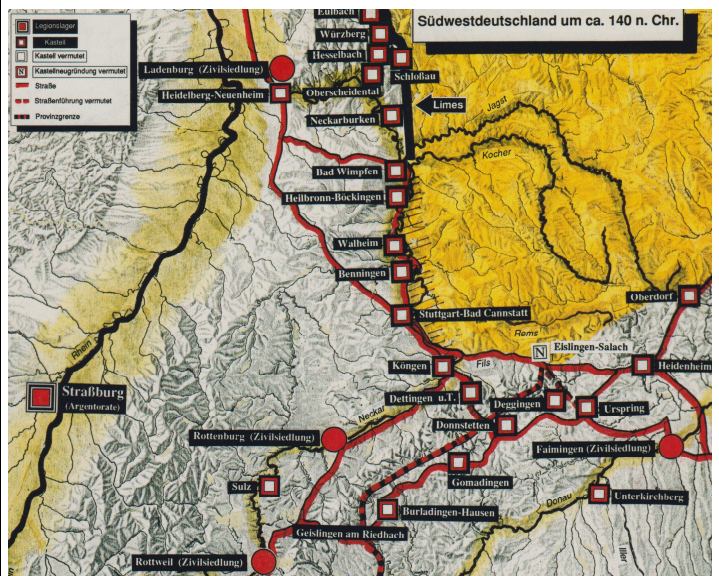 Südwestdeutschland um ca. 140 n. Chr.
Legionslager
Kastell
Kastell vermutet
N Kastellneugründung vermutet
Straße
Straßenführung vermutet
Provinzgrenze
Eulbach
Würzberg
Hesselbach
Schloßau
Ladenburg (Zivilsiedlung)
Oberscheidental
Heidelberg-Neuenheim
Limes
Jagst
Neckarburken
Kocher
Bad Wimpfen
Heilbronn-Böckingen
Walheim
Benningen
Oberdorf
Stuttgart-Bad Cannstatt
Rems
Rhein
Eislingen-Salach
N
Fils
Köngen
Heidenheim
Straßburg
(Argentorate)
Dettingen u.T.
Deggingen
Urspring
Neckar
Donnstetten
Rottenburg (Zivilsiedlung)
Faimingen (Zivilsiedlung)
Gomadingen
Sulz
Donau
Unterkirchberg
Burladingen-Hausen
Geislingen am Riedbach
Iller
Rottweil (Zivilsiedlung)